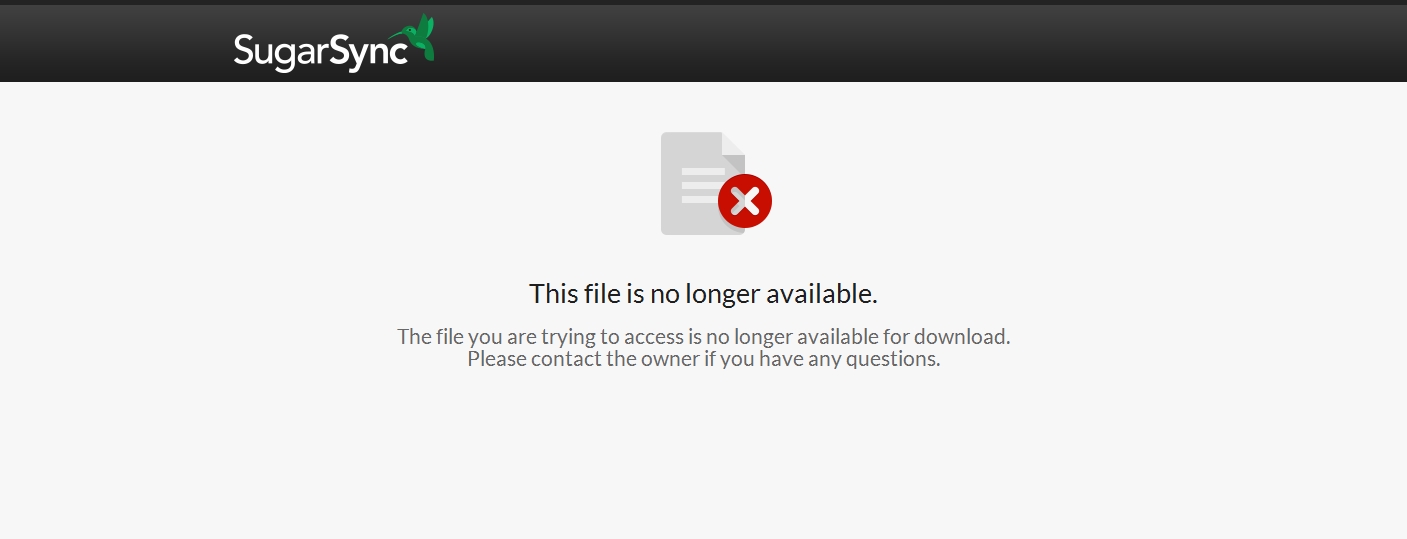 SugarSync
This file is no longer available.
The file you are trying to access is no longer available for download.
Please contact the owner if you have any questions.